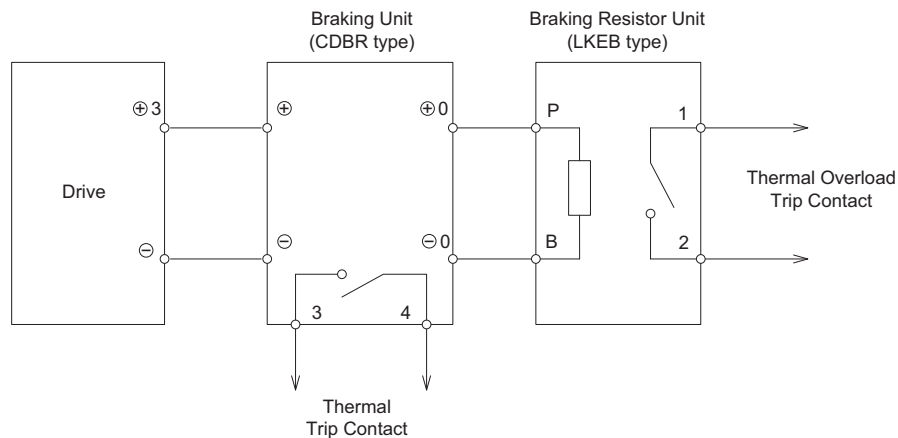 Braking Unit
(CDBR type)
Braking Resistor Unit
(LKEB type)
⊕3
⊕
⊕0
P
1
Drive
Thermal Overload
Trip Contact
⊖
⊖
⊖0
B
2
3
4
Thermal
Trip Contact